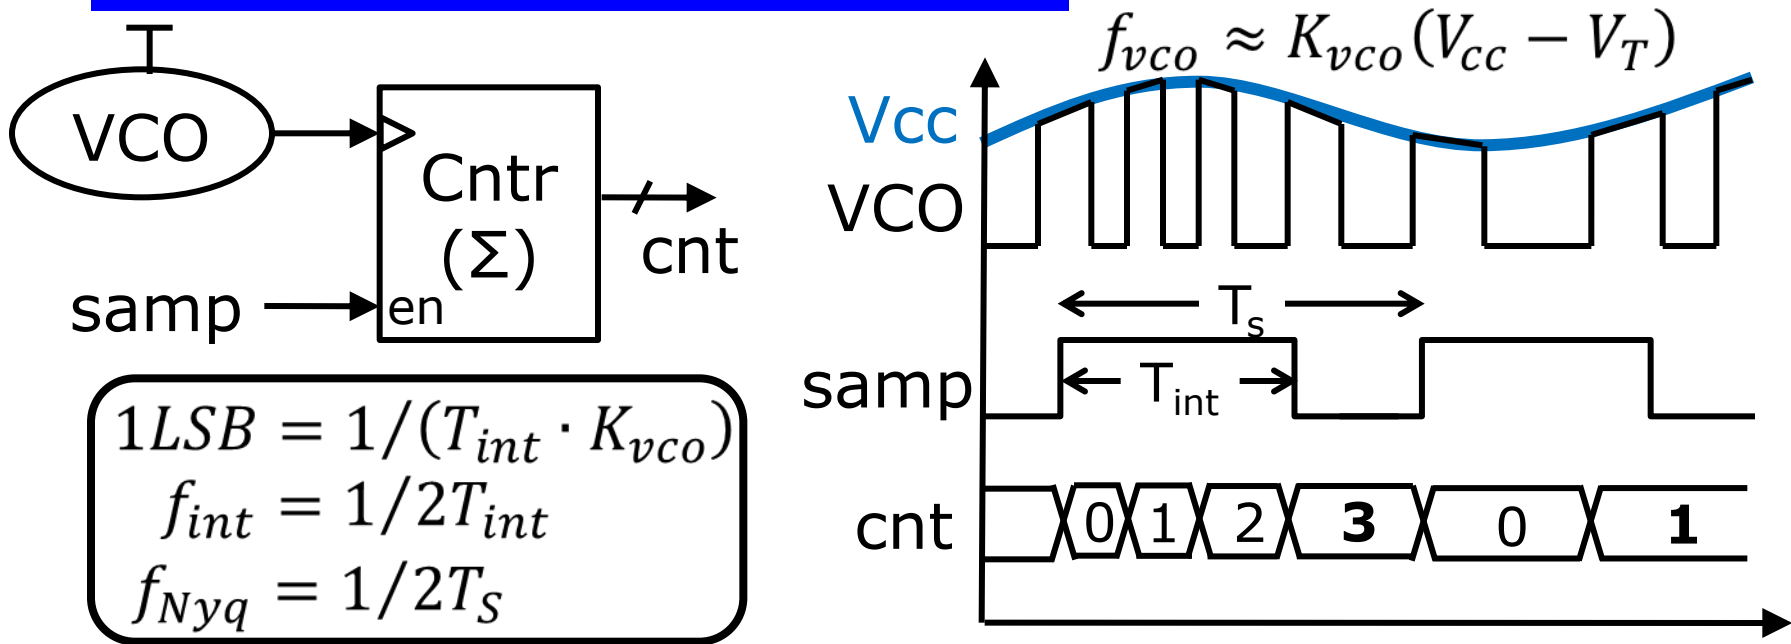 VCO
Cntr
(Σ)
en
samp
cnt
1LSB = 1/(T_int · K_vco)
f_int = 1/2T_int
f_Nyq = 1/2T_S
f_vco ≈ K_vco(V_cc − V_T)
Vcc
VCO
T_s
samp
T_int
cnt
0 1 2 3 0 1